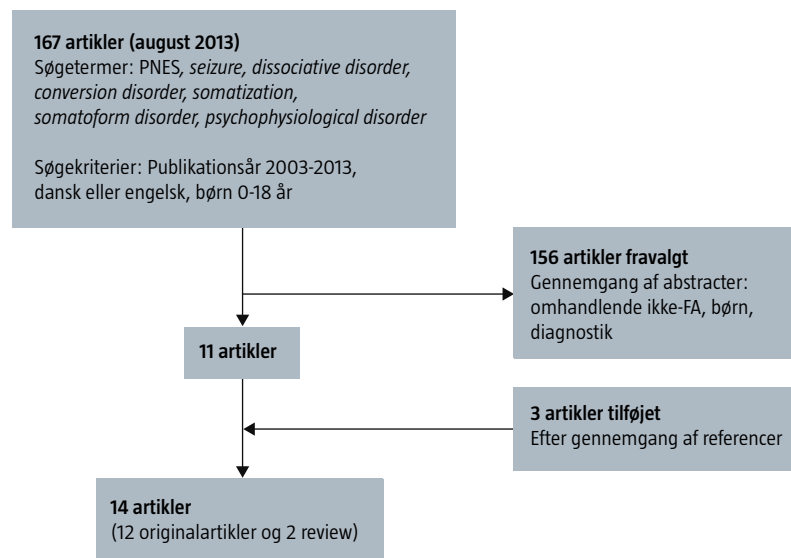 167 artikler (august 2013)
Søgetermer: PNES, seizure, dissociative disorder,
conversion disorder, somatization,
somatoform disorder, psychophysiological disorder
Søgekriterier: Publikationsår 2003-2013,
dansk eller engelsk, børn 0-18 år
156 artikler fravalgt
Gennemgang af abstracter:
omhandlende ikke-FA, børn,
diagnostik
11 artikler
3 artikler tilføjet
Efter gennemgang af referencer
14 artikler
(12 originalartikler og 2 review)